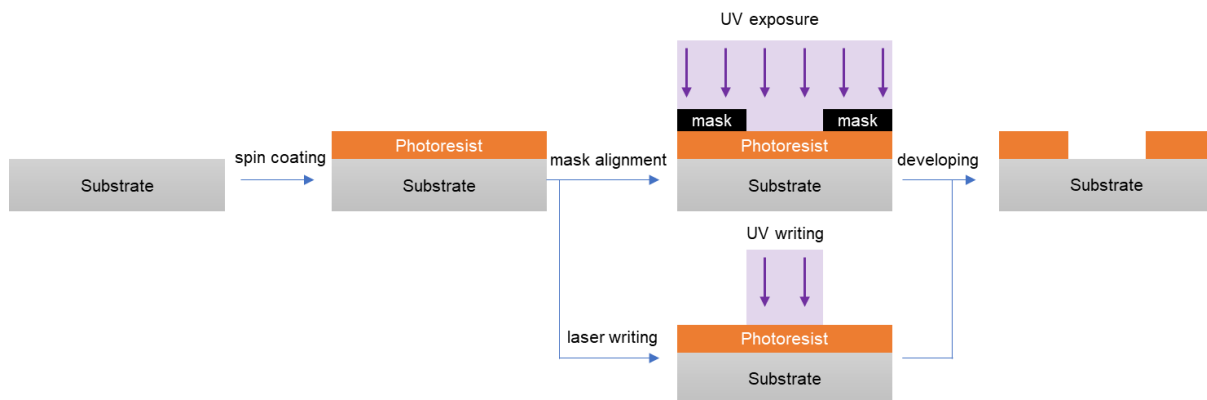 Substrate
spin coating
Photoresist
Substrate
mask alignment
UV exposure
mask
mask
Photoresist
Substrate
laser writing
UV writing
Photoresist
Substrate
developing
Substrate